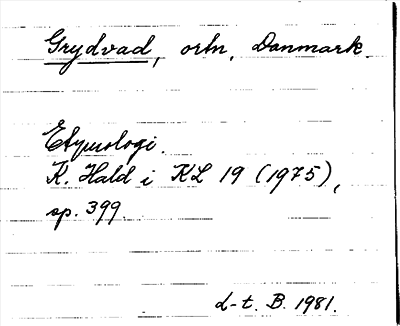 Grydvad, ortn, Danmark.
Etymologi.
K. Hald i KL 19 (1975),
sp. 399.
L-t. B. 1981.